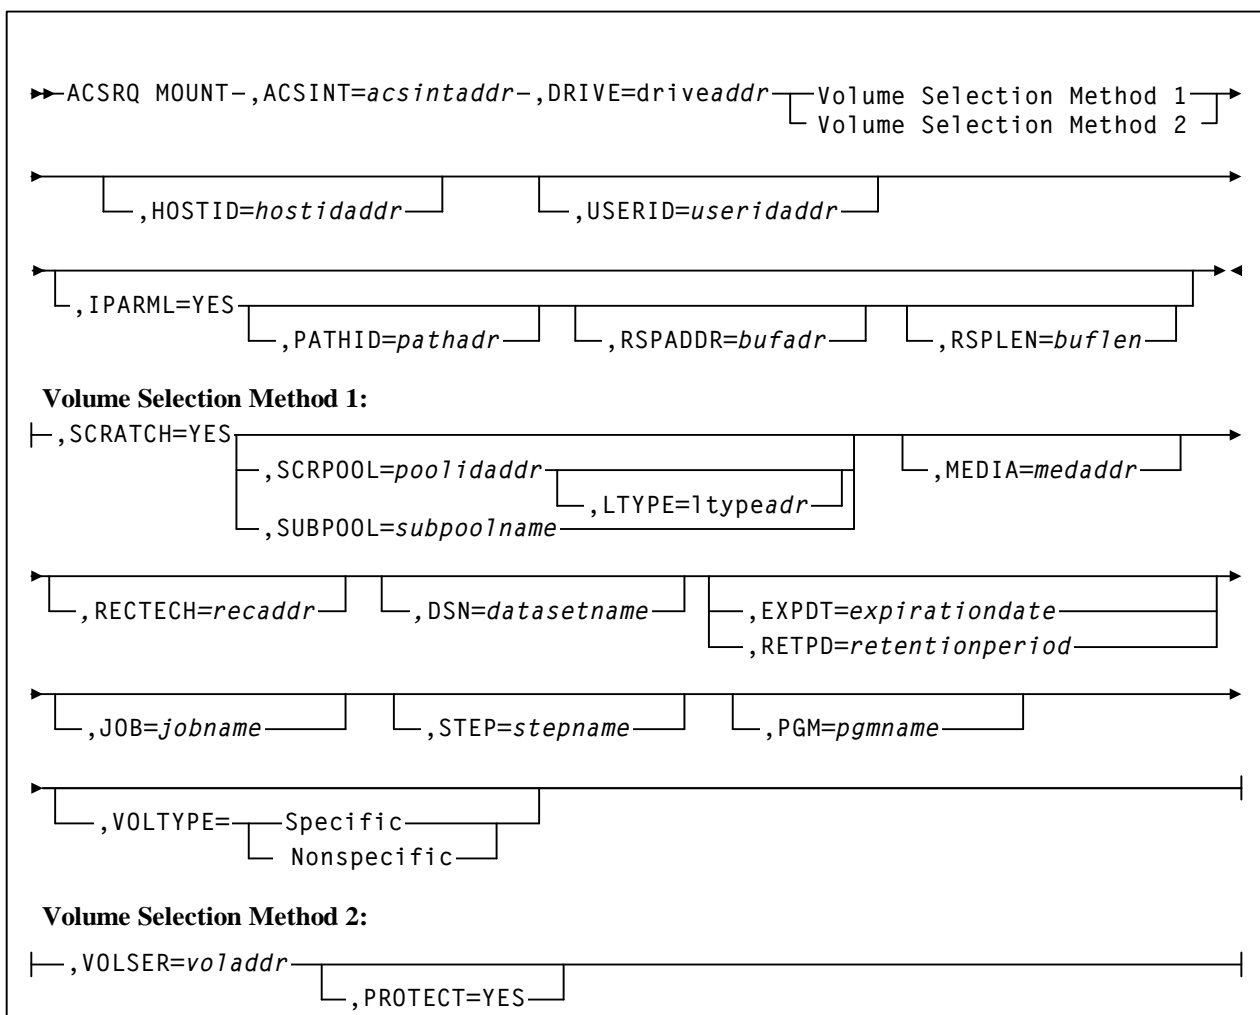 ACSRQ MOUNT ,ACSINT=acsintaddr ,DRIVE=driveaddr Volume Selection Method 1
Volume Selection Method 2
,HOSTID=hostidaddr ,USERID=useridaddr
,IPARML=YES
,PATHID=pathadr ,RSPADDR=bufadr ,RSPLEN=buflen
Volume Selection Method 1:
,SCRATCH=YES
,SCRPOOL=poolidaddr ,MEDIA=medaddr
,LTYPE=ltypeadr
,SUBPOOL=subpoolname
,RECTECH=recaddr ,DSN=datasetname ,EXPDT=expirationdate
,RETPD=retentionperiod
,JOB=jobname ,STEP=stepname ,PGM=pgmname
,VOLTYPE= Specific
Nonspecific
Volume Selection Method 2:
,VOLSER=voladdr
,PROTECT=YES